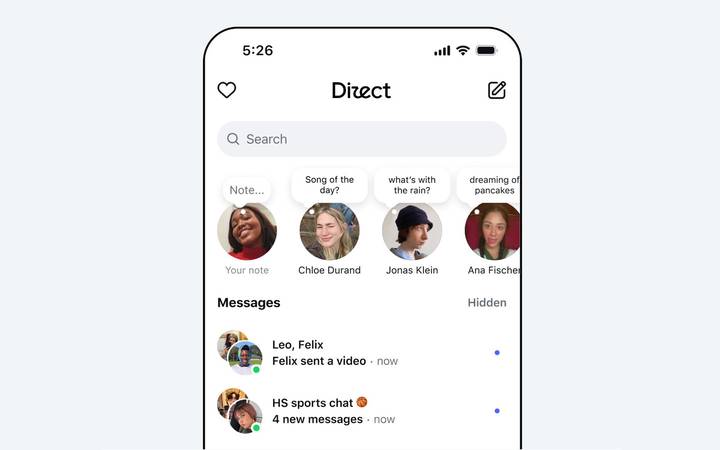 5:26
Direct
Search
Note...
Song of the
day?
what's with
the rain?
dreaming of
pancakes
Your note
Chloe Durand
Jonas Klein
Ana Fischer
Messages
Hidden
Leo, Felix
Felix sent a video · now
HS sports chat 🏀
4 new messages · now